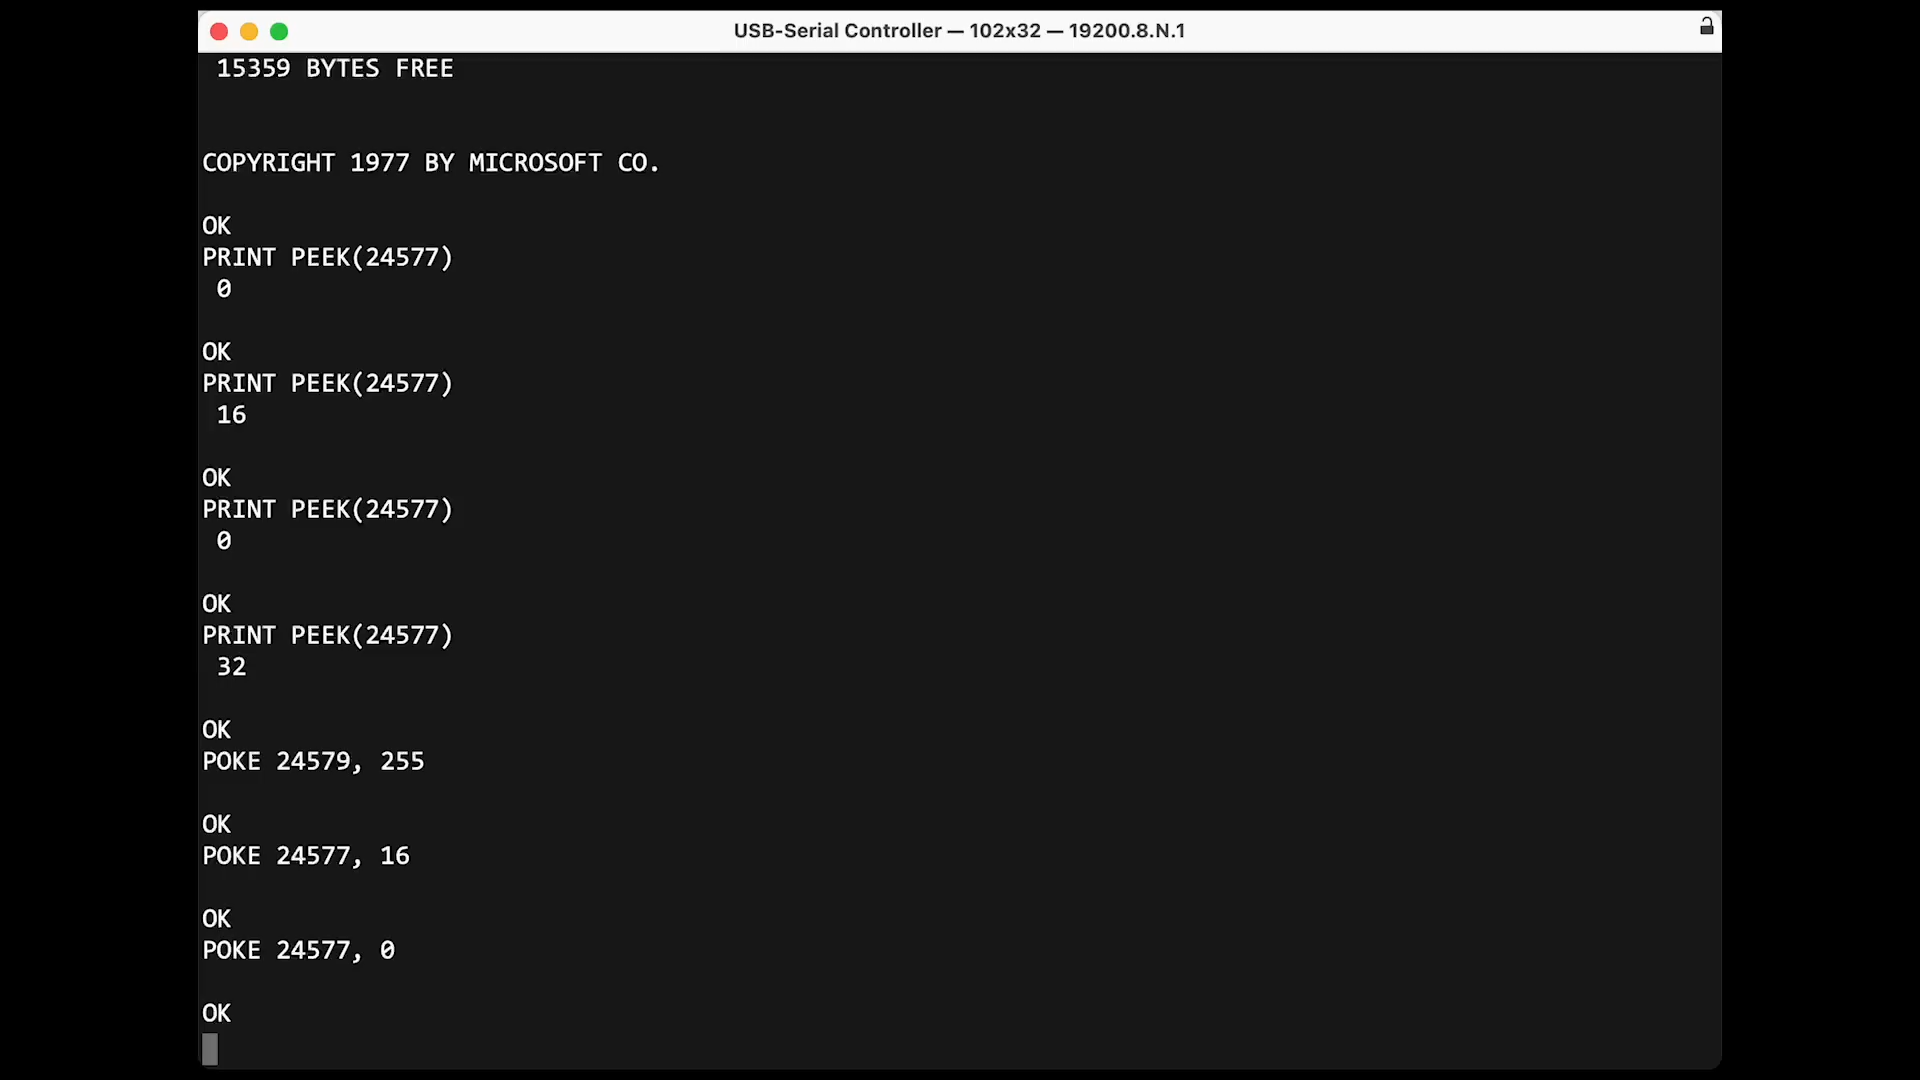 USB-Serial Controller — 102x32 — 19200.8.N.1
15359 BYTES FREE
COPYRIGHT 1977 BY MICROSOFT CO.
OK
PRINT PEEK(24577)
0
OK
PRINT PEEK(24577)
16
OK
PRINT PEEK(24577)
0
OK
PRINT PEEK(24577)
32
OK
POKE 24579, 255
OK
POKE 24577, 16
OK
POKE 24577, 0
OK